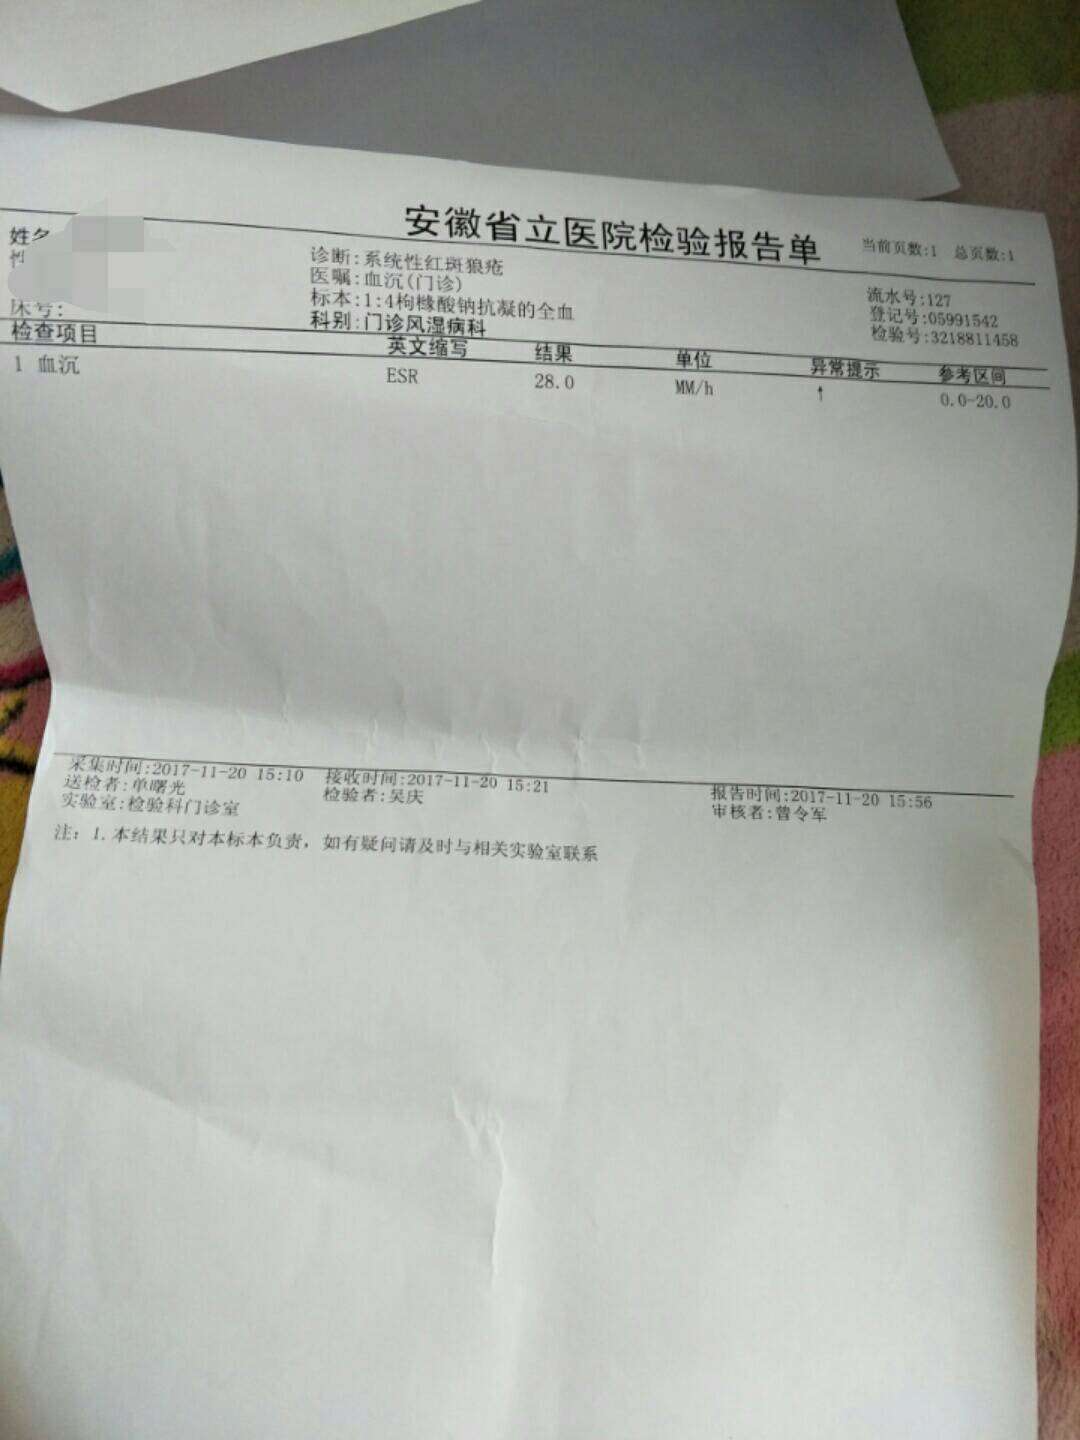 安徽省立医院检验报告单
当前页数:1 总页数:1
姓名
诊断:系统性红斑狼疮
医嘱:血沉(门诊)
流水号:127
标本:1:4枸橼酸钠抗凝的全血
登记号:05991542
床号:
科别:门诊风湿病科
检验号:3218811458
检查项目 英文缩写 结果 单位 异常提示 参考区间
1 血沉 ESR 28.0 MM/h ↑ 0.0-20.0
采集时间:2017-11-20 15:10 接收时间:2017-11-20 15:21 报告时间:2017-11-20 15:56
送检者:单曙光 检验者:吴庆 审核者:曾令军
实验室:检验科门诊室
注: 1.本结果只对本标本负责，如有疑问请及时与相关实验室联系